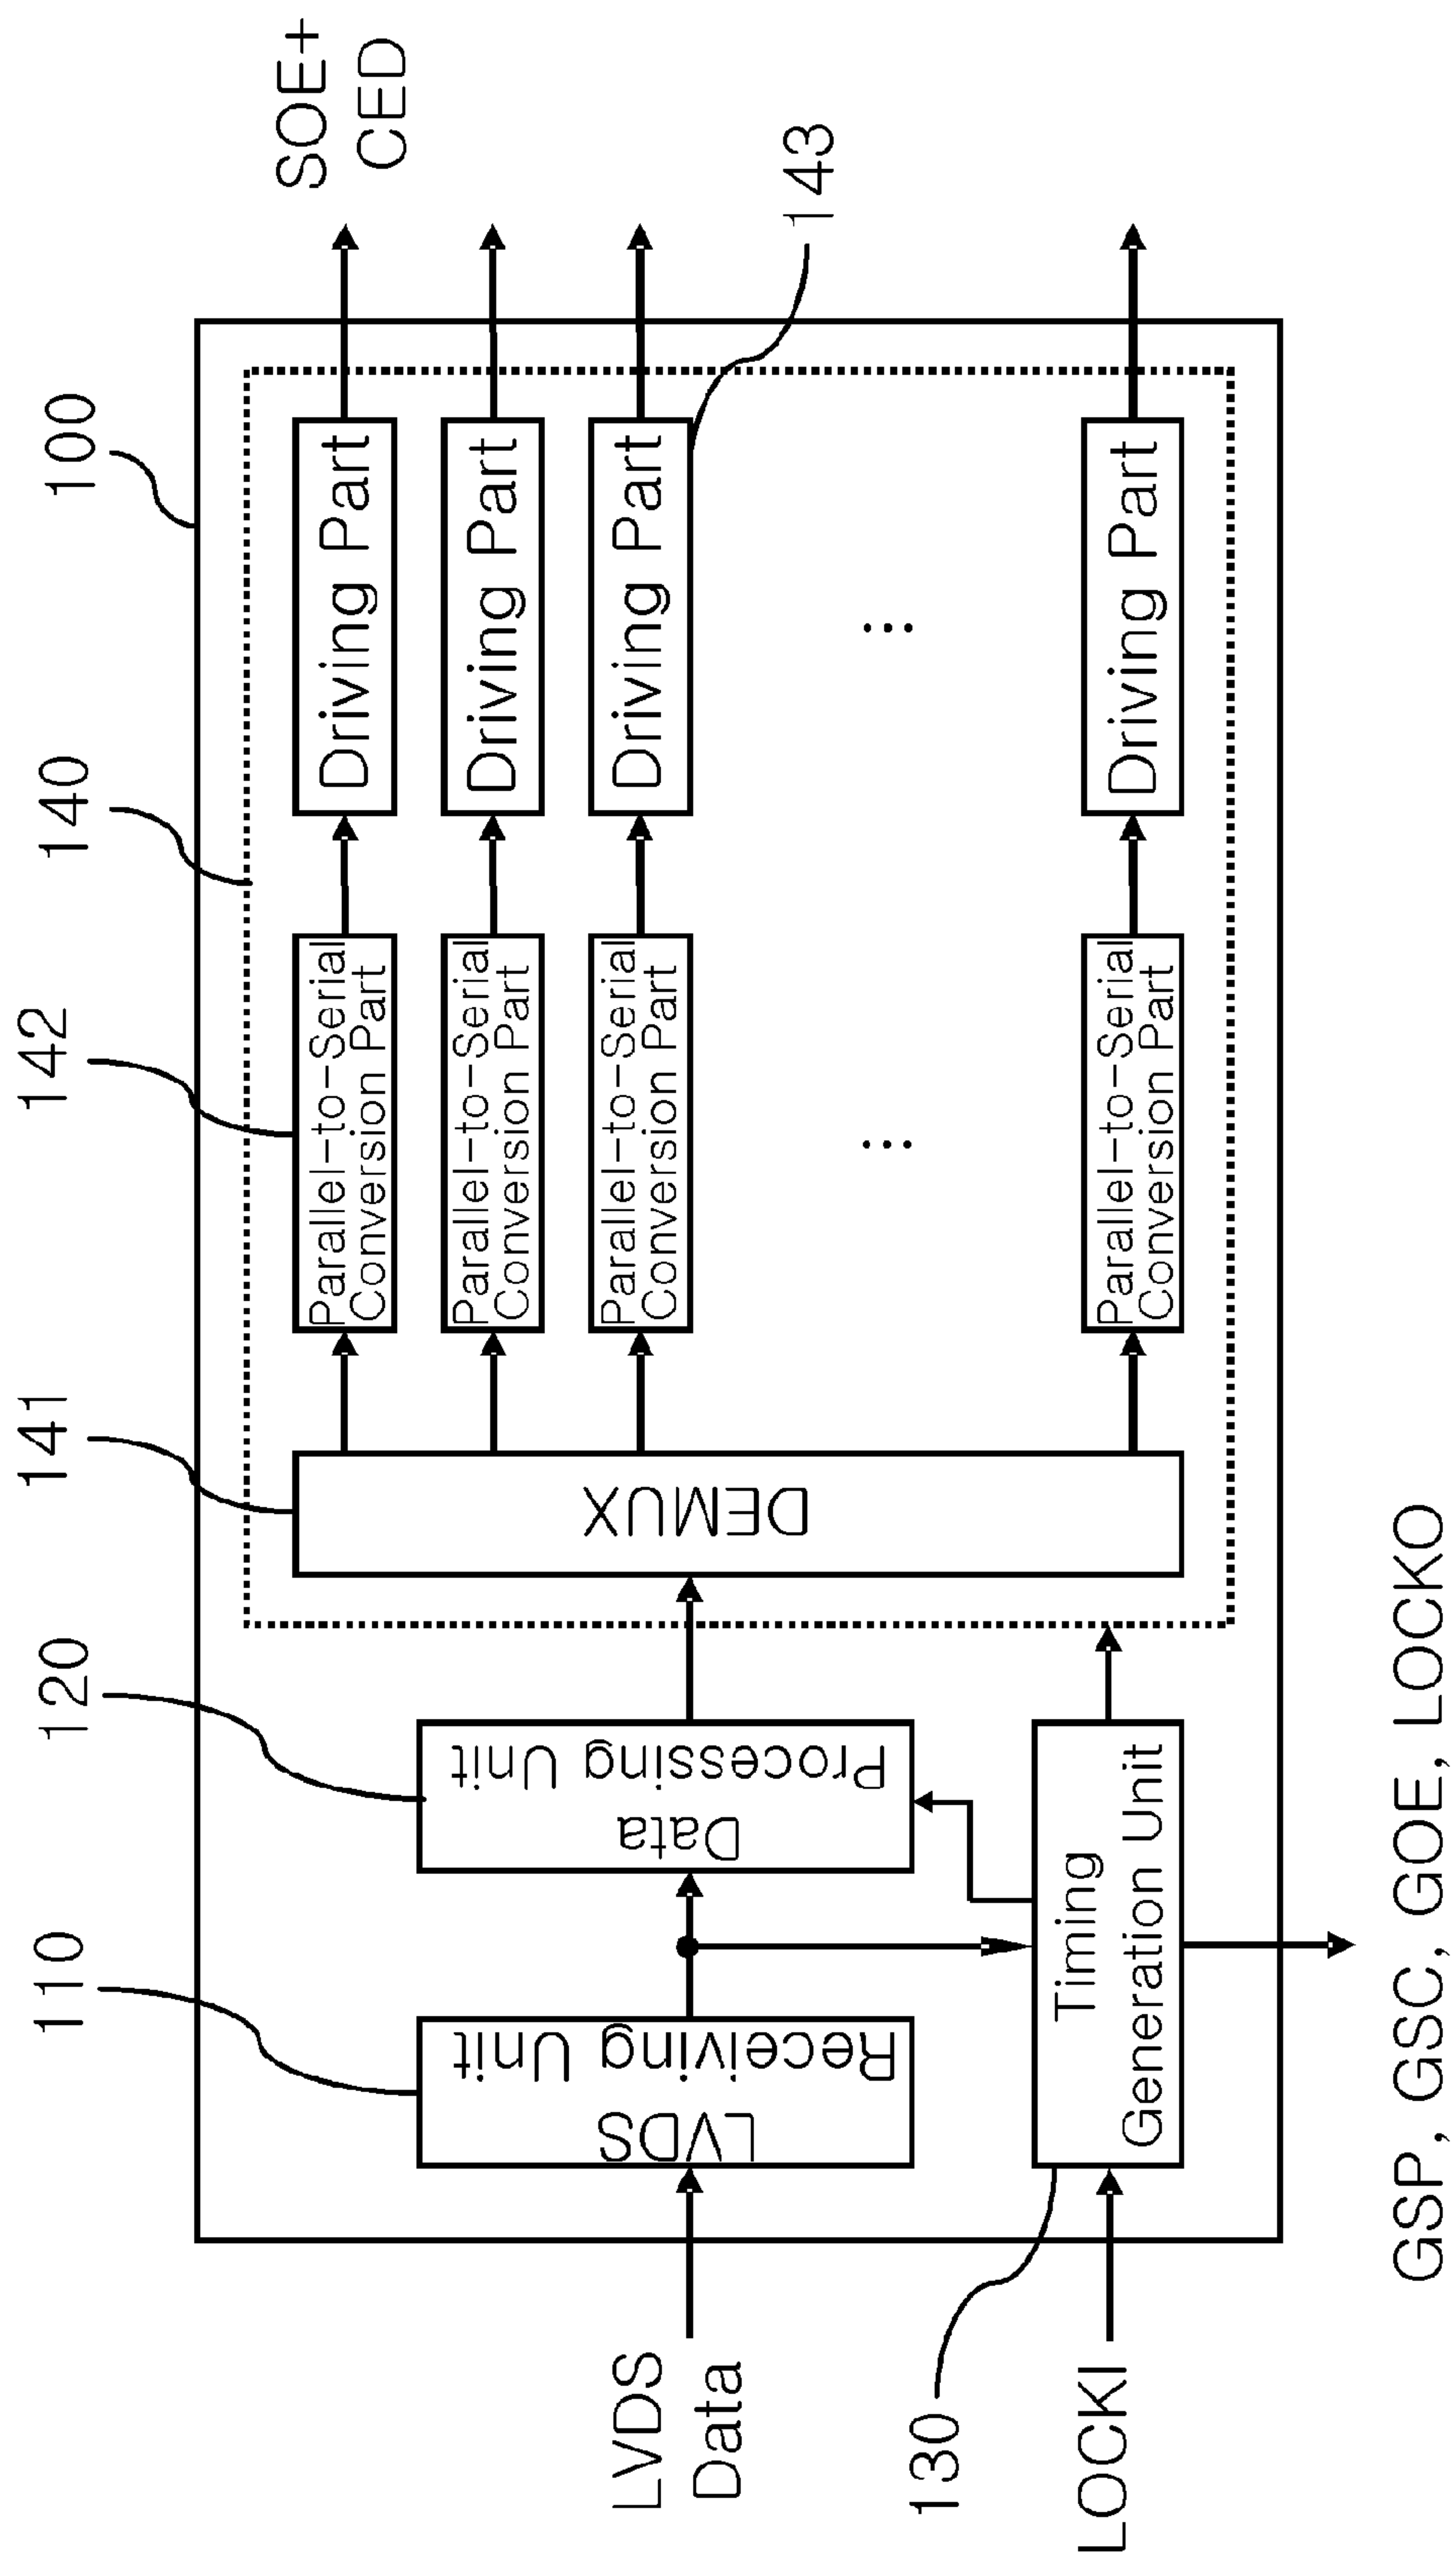 100
140
142
141
120
110
SOE+
CED
143
Driving Part
Driving Part
Driving Part
...
Driving Part
Parallel-to-Serial
Conversion Part
Parallel-to-Serial
Conversion Part
Parallel-to-Serial
Conversion Part
...
Parallel-to-Serial
Conversion Part
DEMUX
Data
Processing Unit
LVDS
Receiving Unit
Timing
Generation Unit
LVDS
Data
130
LOCKI
GSP, GSC, GOE, LOCKO